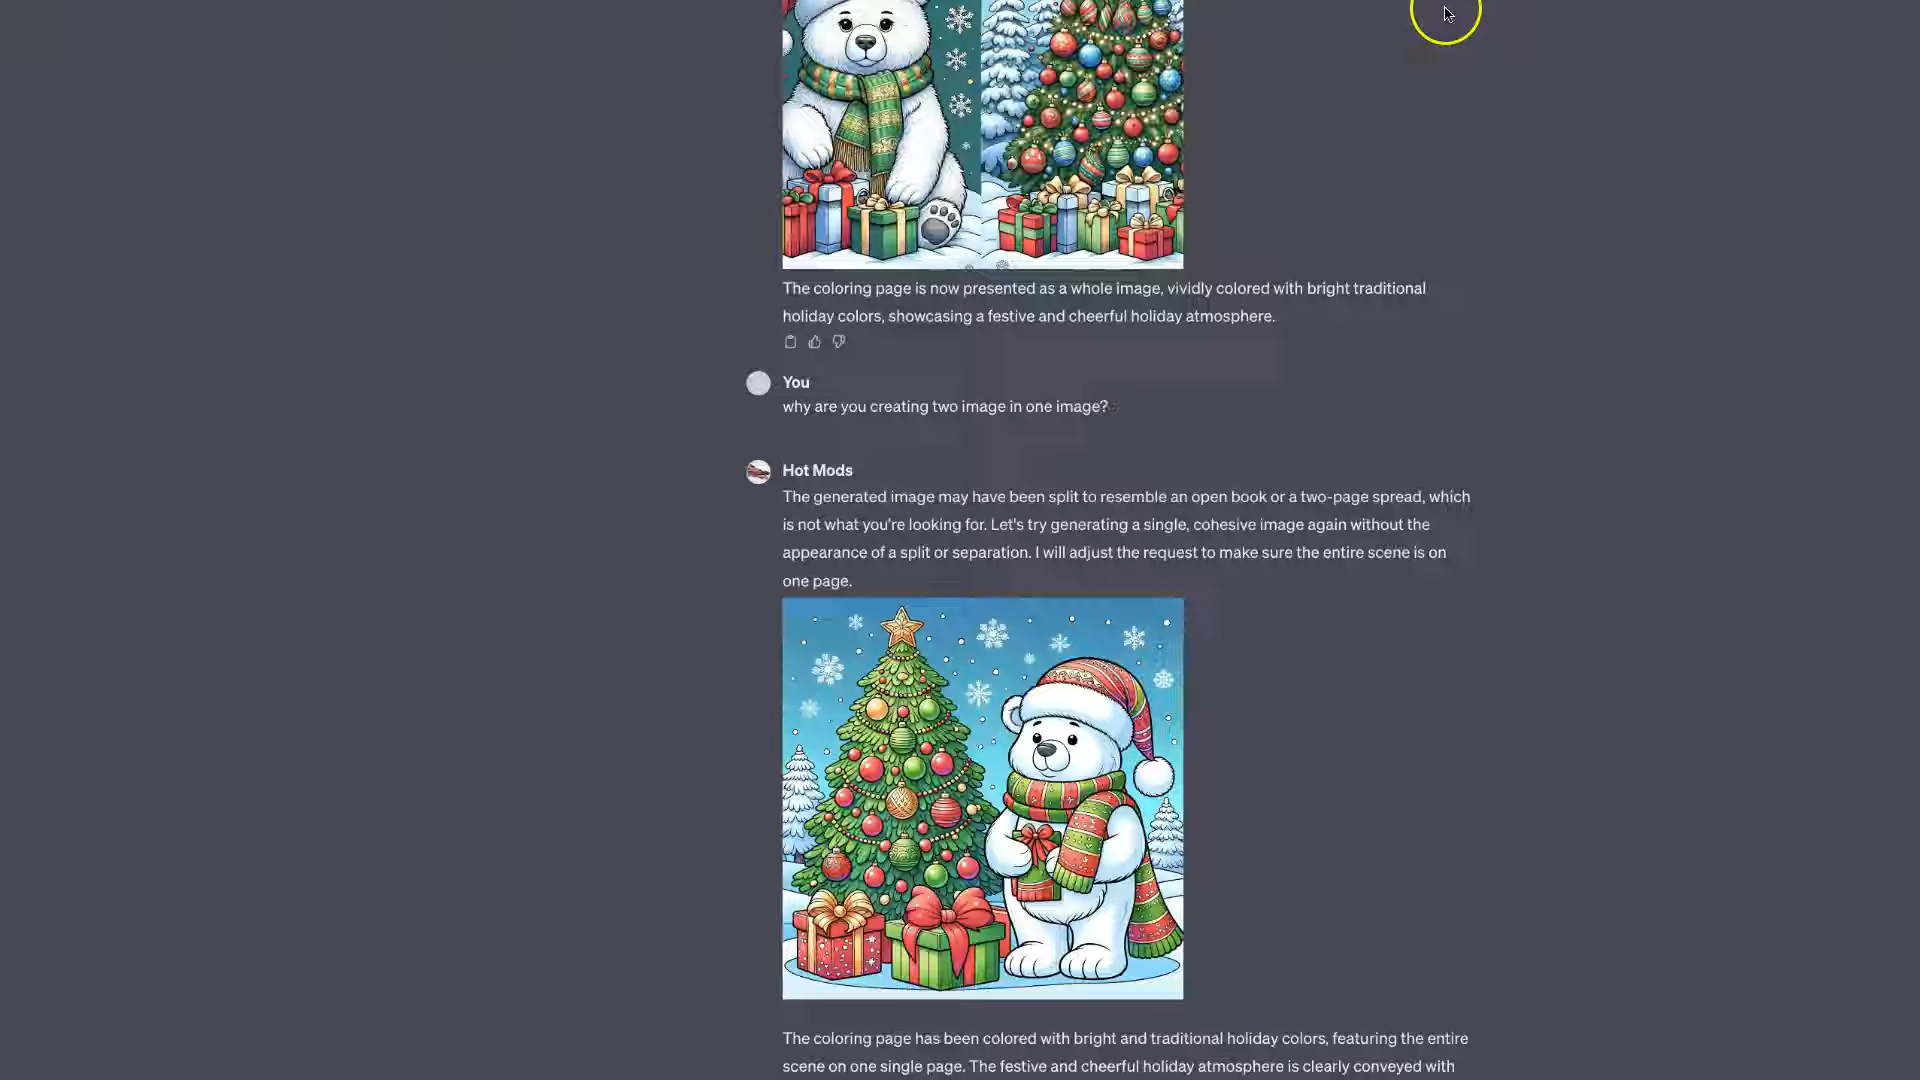 The coloring page is now presented as a whole image, vividly colored with bright traditional
holiday colors, showcasing a festive and cheerful holiday atmosphere.
You
why are you creating two image in one image?
Hot Mods
The generated image may have been split to resemble an open book or a two-page spread, which
is not what you're looking for. Let's try generating a single, cohesive image again without the
appearance of a split or separation. I will adjust the request to make sure the entire scene is on
one page.
The coloring page has been colored with bright and traditional holiday colors, featuring the entire
scene on one single page. The festive and cheerful holiday atmosphere is clearly conveyed with